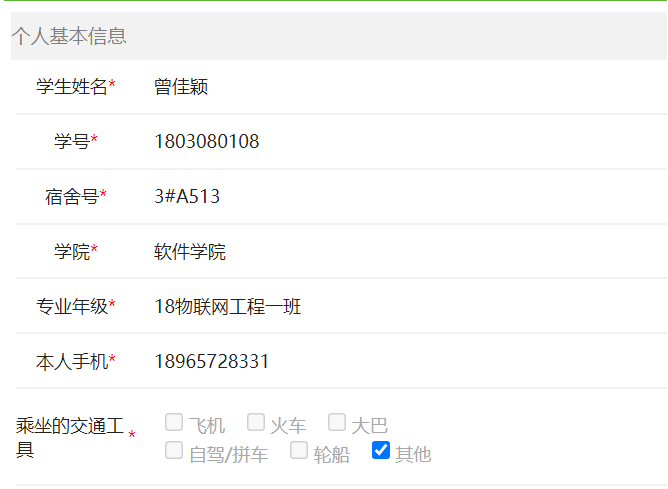 个人基本信息
学生姓名* 曾佳颖
学号* 1803080108
宿舍号* 3#A513
学院* 软件学院
专业年级* 18物联网工程一班
本人手机* 18965728331
乘坐的交通工具* 飞机 火车 大巴
自驾/拼车 轮船 其他